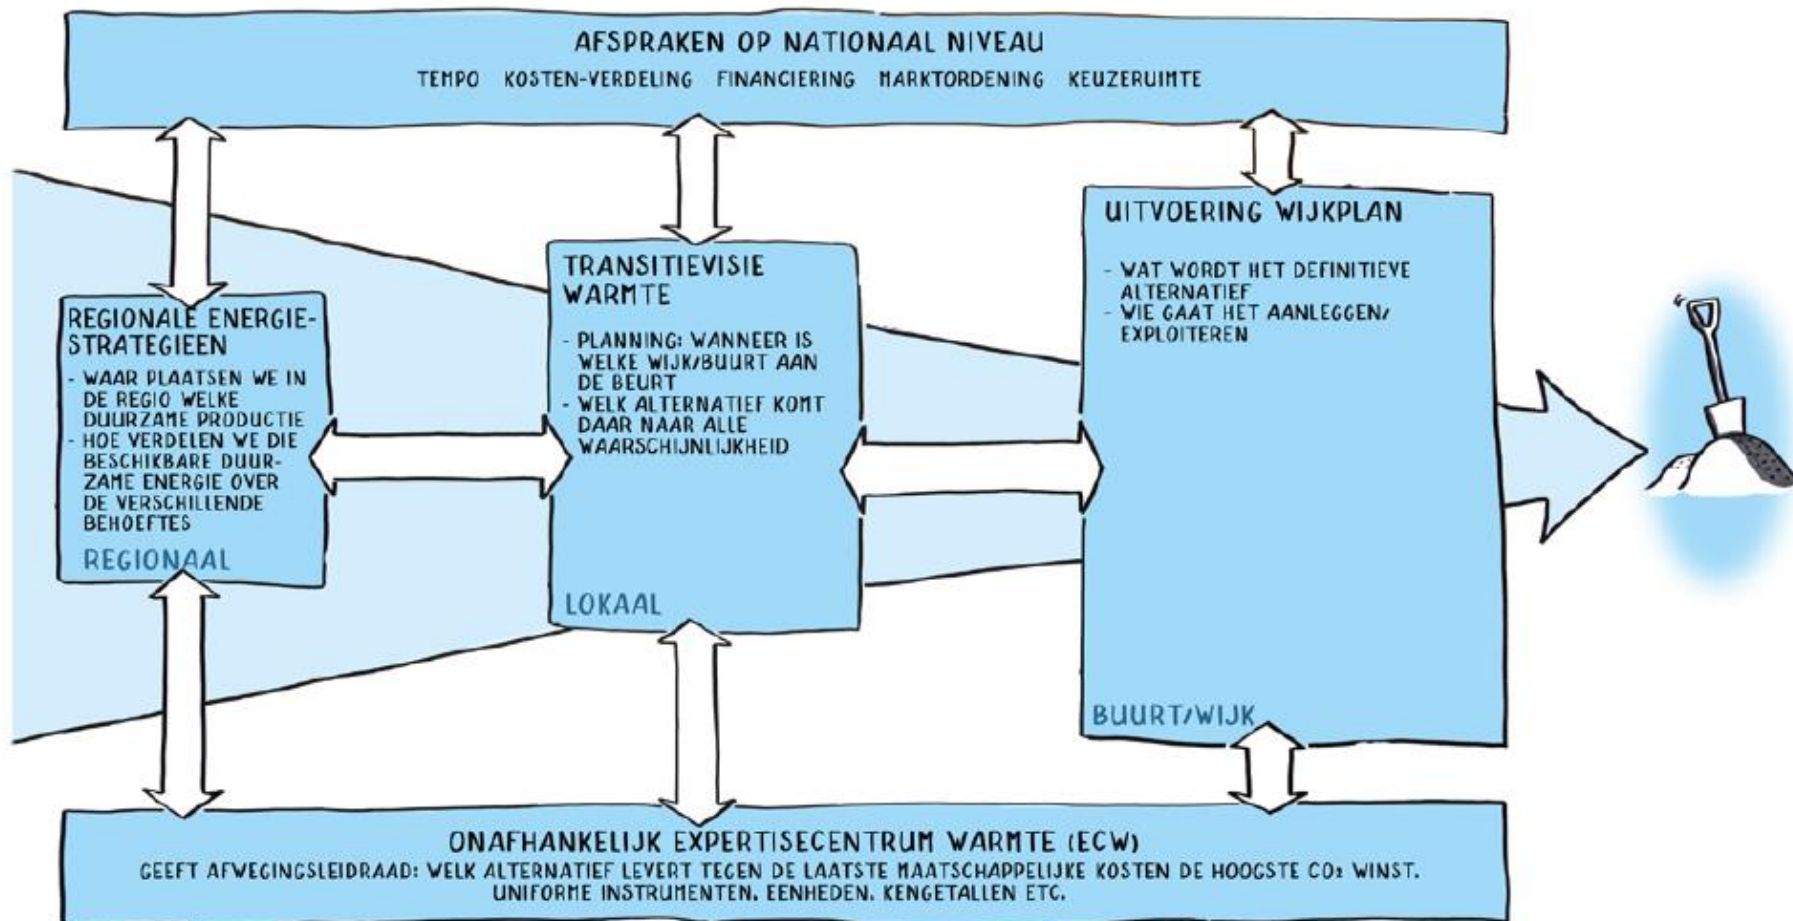 AFSPRAKEN OP NATIONAAL NIVEAU
TEMPO KOSTEN-VERDELING FINANCIERING MARKTORDENING KEUZERUIMTE
REGIONALE ENERGIE-
STRATEGIEEN
- WAAR PLAATSEN WE IN
DE REGIO WELKE
DUURZAME PRODUCTIE
- HOE VERDELEN WE DIE
BESCHIKBARE DUUR-
ZAME ENERGIE OVER
DE VERSCHILLENDE
BEHOEFTES
REGIONAAL
TRANSITIEVISIE
WARMTE
- PLANNING: WANNEER IS
WELKE WIJK/BUURT AAN
DE BEURT
- WELK ALTERNATIEF KOMT
DAAR NAAR ALLE
WAARSCHIJNLIJKHEID
LOKAAL
UITVOERING WIJKPLAN
- WAT WORDT HET DEFINITIEVE
ALTERNATIEF
- WIE GAAT HET AANLEGGEN/
EXPLOITEREN
BUURT/WIJK
ONAFHANKELIJK EXPERTISECENTRUM WARMTE (ECW)
GEEFT AFWEGINGSLEIDRAAD: WELK ALTERNATIEF LEVERT TEGEN DE LAATSTE MAATSCHAPPELIJKE KOSTEN DE HOOGSTE CO2 WINST.
UNIFORME INSTRUMENTEN. EENHEDEN. KENGETALLEN ETC.